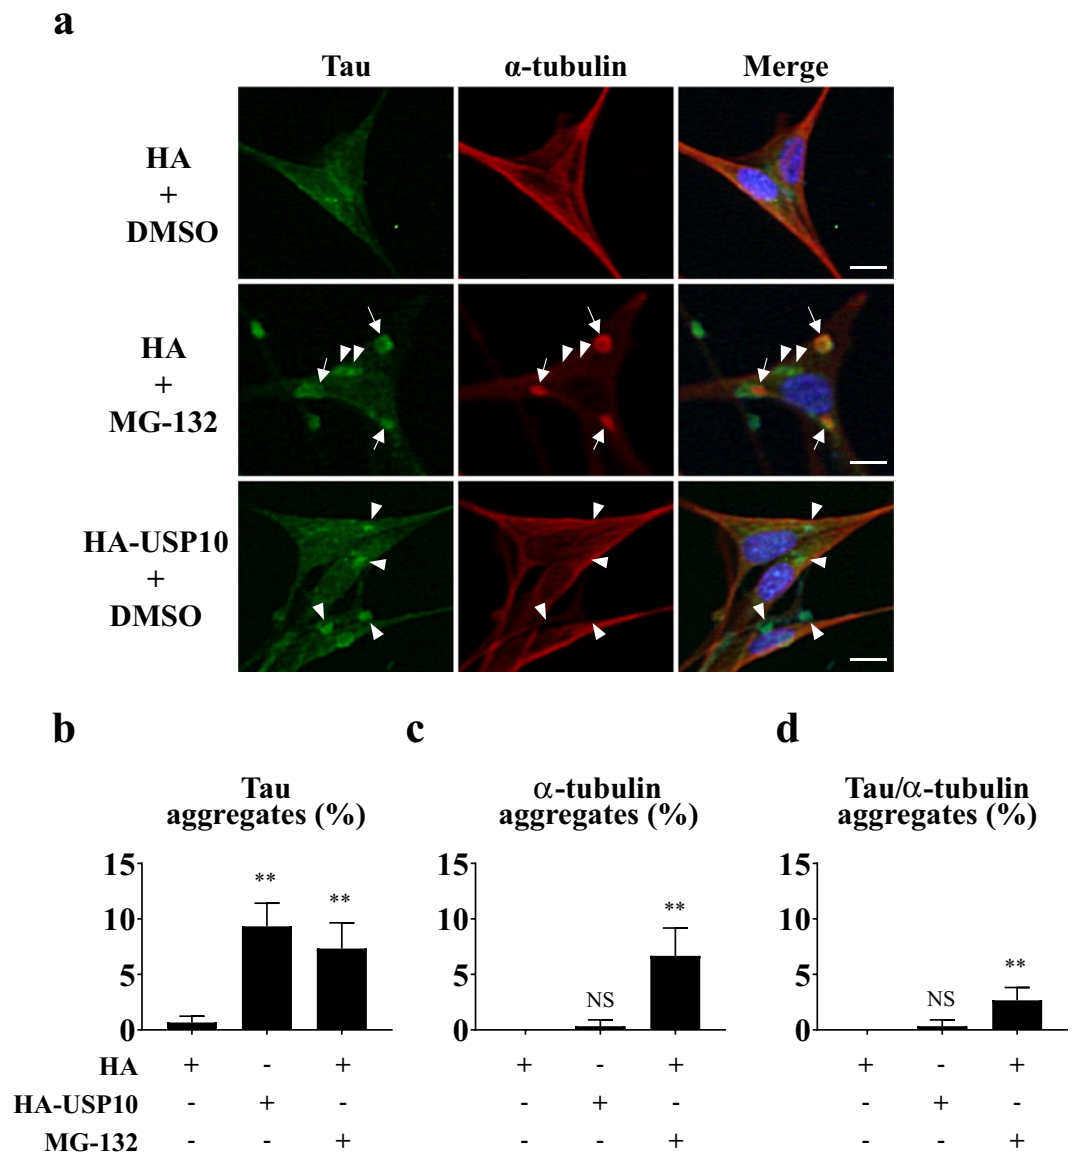 a
Tau α-tubulin Merge
HA
+
DMSO
HA
+
MG-132
HA-USP10
+
DMSO
b c d
Tau α-tubulin Tau/α-tubulin
aggregates (%) aggregates (%) aggregates (%)
15 15 15
** 
10 ** ** 10 10
5 NS 5 NS ** 5
0 0 0
HA + - + + - + + - +
HA-USP10 - + - - + - - + -
MG-132 - - + - - + - - +